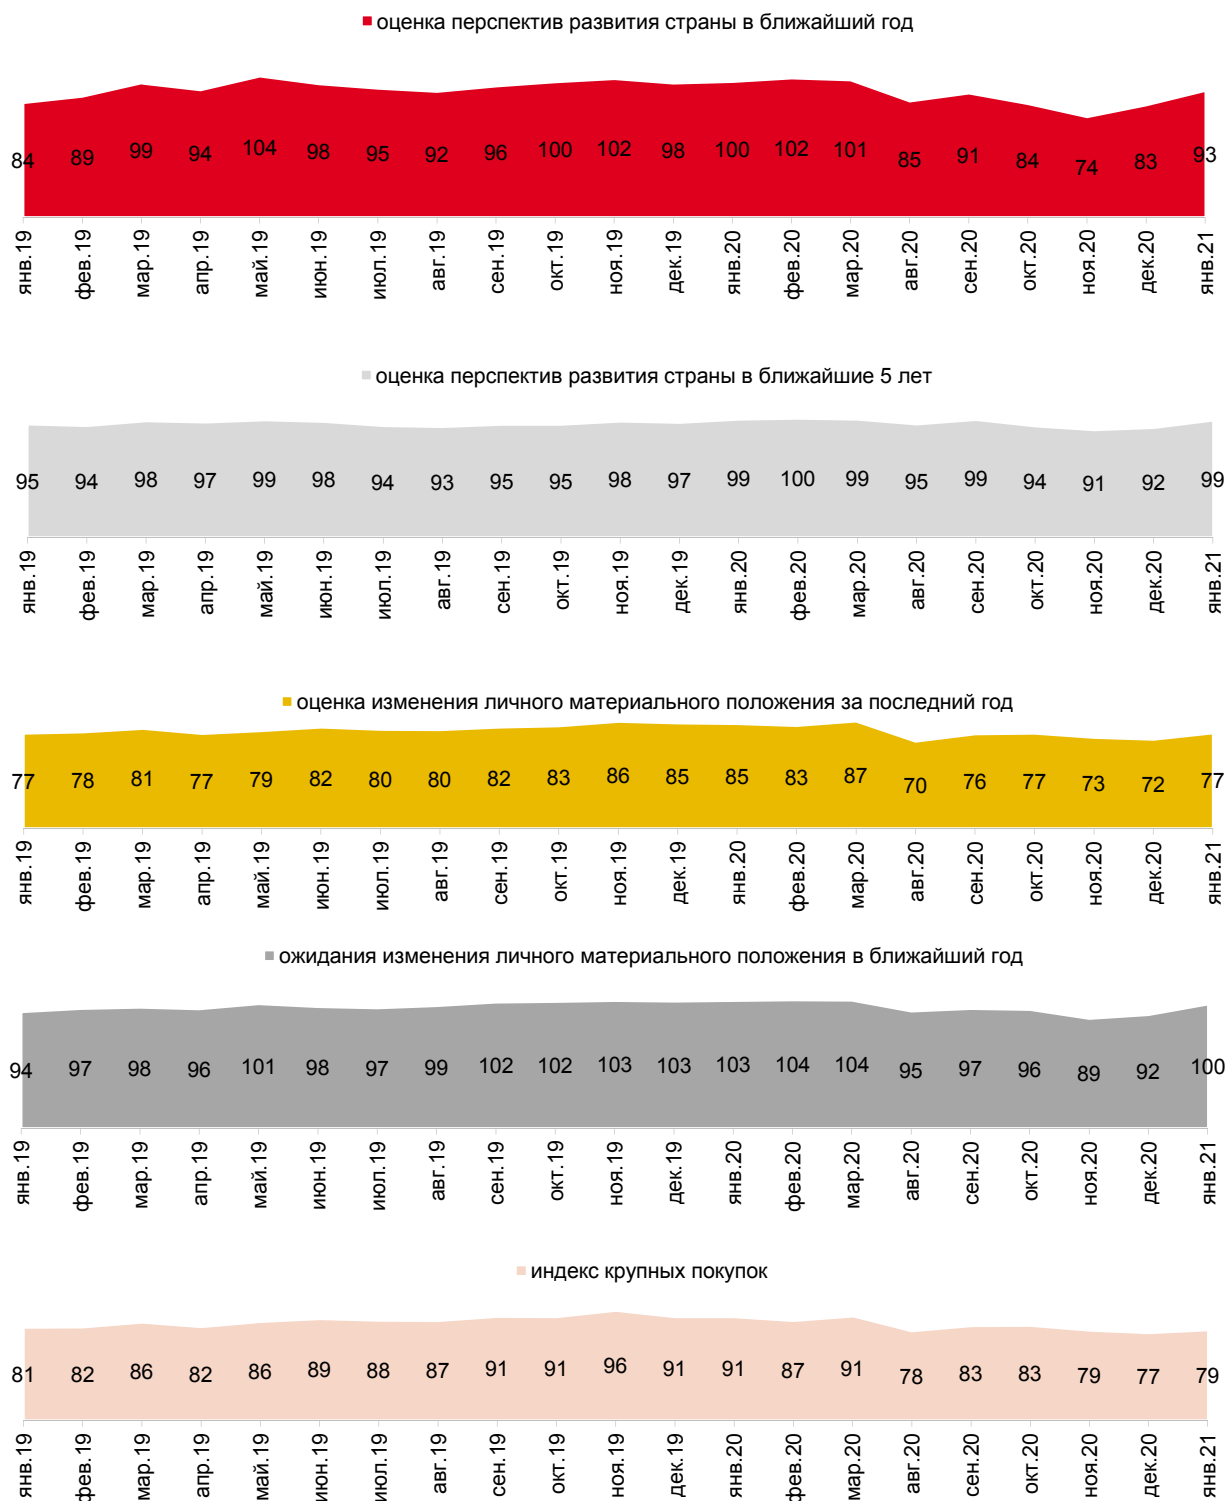 оценка перспектив развития страны в ближайший год
84 89 99 94 104 98 95 92 96 100 102 98 100 102 101 85 91 84 74 83 93
янв.19 фев.19 мар.19 апр.19 май.19 июн.19 июл.19 авг.19 сен.19 окт.19 ноя.19 дек.19 янв.20 фев.20 мар.20 авг.20 сен.20 окт.20 ноя.20 дек.20 янв.21
оценка перспектив развития страны в ближайшие 5 лет
95 94 98 97 99 98 94 93 95 95 98 97 99 100 99 95 99 94 91 92 99
янв.19 фев.19 мар.19 апр.19 май.19 июн.19 июл.19 авг.19 сен.19 окт.19 ноя.19 дек.19 янв.20 фев.20 мар.20 авг.20 сен.20 окт.20 ноя.20 дек.20 янв.21
оценка изменения личного материального положения за последний год
77 78 81 77 79 82 80 80 82 83 86 85 85 83 87 70 76 77 73 72 77
янв.19 фев.19 мар.19 апр.19 май.19 июн.19 июл.19 авг.19 сен.19 окт.19 ноя.19 дек.19 янв.20 фев.20 мар.20 авг.20 сен.20 окт.20 ноя.20 дек.20 янв.21
ожидания изменения личного материального положения в ближайший год
94 97 98 96 101 98 97 99 102 102 103 103 103 104 104 95 97 96 89 92 100
янв.19 фев.19 мар.19 апр.19 май.19 июн.19 июл.19 авг.19 сен.19 окт.19 ноя.19 дек.19 янв.20 фев.20 мар.20 авг.20 сен.20 окт.20 ноя.20 дек.20 янв.21
индекс крупных покупок
81 82 86 82 86 89 88 87 91 91 96 91 91 87 91 78 83 83 79 77 79
янв.19 фев.19 мар.19 апр.19 май.19 июн.19 июл.19 авг.19 сен.19 окт.19 ноя.19 дек.19 янв.20 фев.20 мар.20 авг.20 сен.20 окт.20 ноя.20 дек.20 янв.21